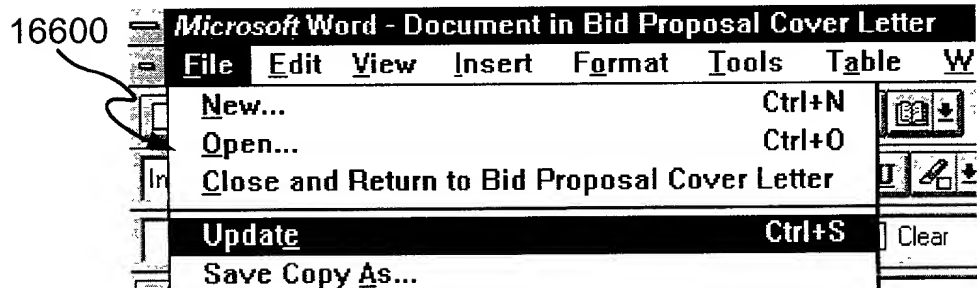 16600
Microsoft Word - Document in Bid Proposal Cover Letter
File Edit View Insert Format Tools Table W
New... Ctrl+N
Open... Ctrl+O
In
Close and Return to Bid Proposal Cover Letter U
Update Ctrl+S Clear
Save Copy As...